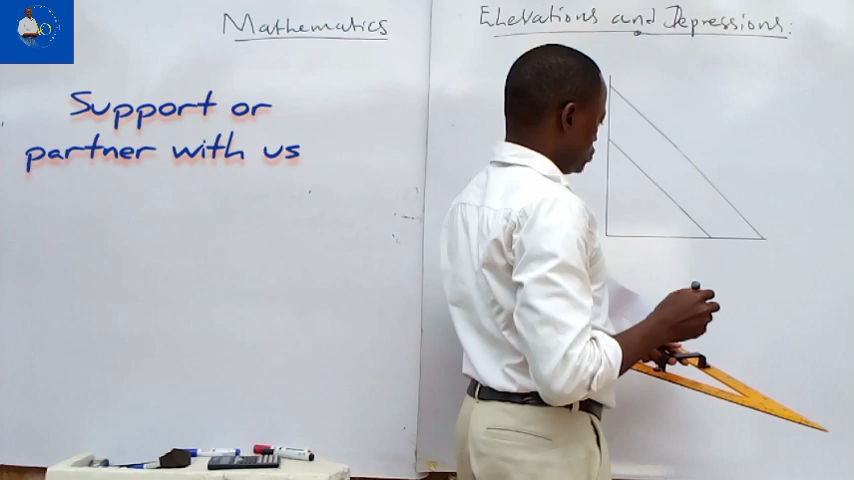 Mathematics
Elevations and Depressions:
Support or
partner with us